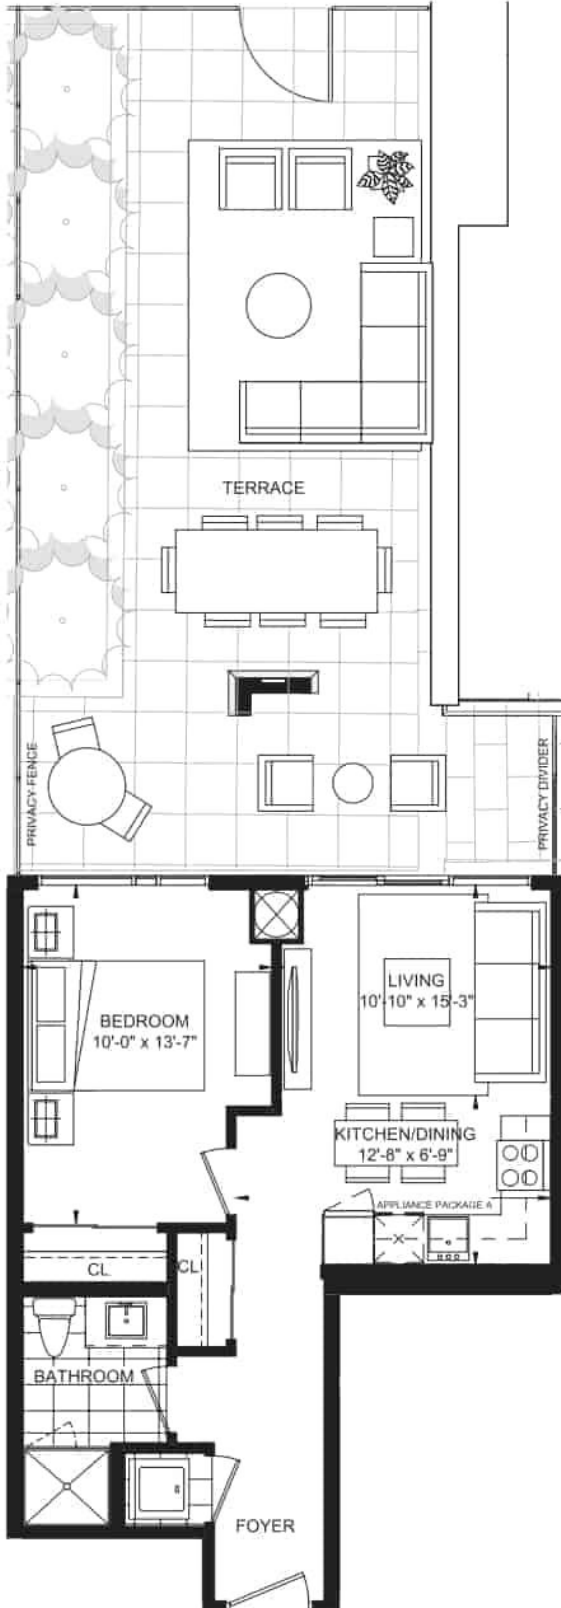 TERRACE
PRIVACY FENCE
PRIVACY DIVIDER
LIVING
10'-10" x 15'-3"
BEDROOM
10'-0" x 13'-7"
KITCHEN/DINING
12'-8" x 6'-9"
APPLIANCE PACKAGE A
CL
CL
BATHROOM
FOYER